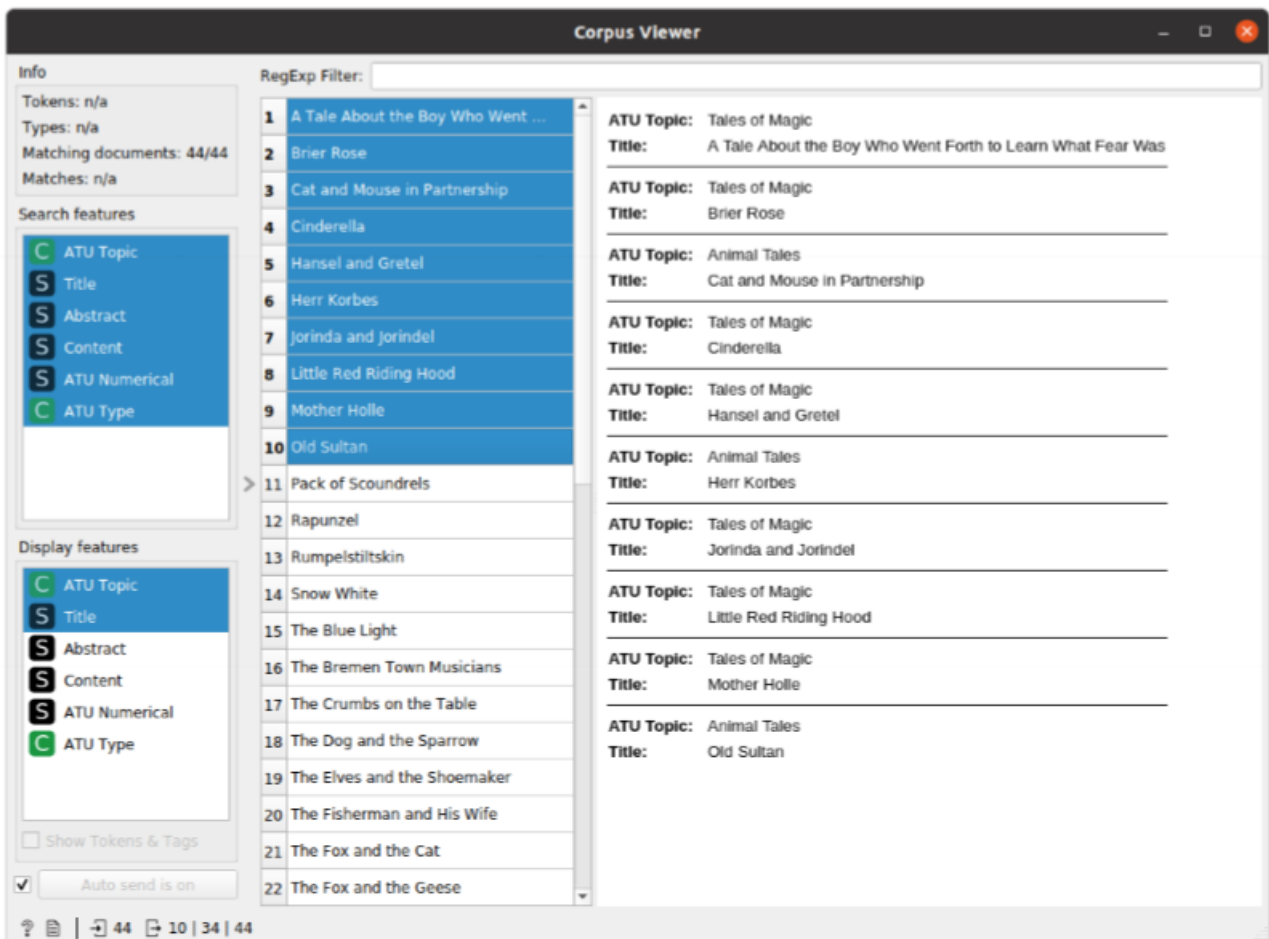 Corpus Viewer
Info
Tokens: n/a
Types: n/a
Matching documents: 44/44
Matches: n/a
Search features
C ATU Topic
S Title
S Abstract
S Content
S ATU Numerical
C ATU Type
Display features
C ATU Topic
S Title
S Abstract
S Content
S ATU Numerical
C ATU Type
Show Tokens & Tags
Auto send is on
RegExp Filter:
1 A Tale About the Boy Who Went ...
2 Brier Rose
3 Cat and Mouse in Partnership
4 Cinderella
5 Hansel and Gretel
6 Herr Korbes
7 Jorinda and Jorindel
8 Little Red Riding Hood
9 Mother Holle
10 Old Sultan
11 Pack of Scoundrels
12 Rapunzel
13 Rumpelstiltskin
14 Snow White
15 The Blue Light
16 The Bremen Town Musicians
17 The Crumbs on the Table
18 The Dog and the Sparrow
19 The Elves and the Shoemaker
20 The Fisherman and His Wife
21 The Fox and the Cat
22 The Fox and the Geese
ATU Topic: Tales of Magic
Title: A Tale About the Boy Who Went Forth to Learn What Fear Was
ATU Topic: Tales of Magic
Title: Brier Rose
ATU Topic: Animal Tales
Title: Cat and Mouse in Partnership
ATU Topic: Tales of Magic
Title: Cinderella
ATU Topic: Tales of Magic
Title: Hansel and Gretel
ATU Topic: Animal Tales
Title: Herr Korbes
ATU Topic: Tales of Magic
Title: Jorinda and Jorindel
ATU Topic: Tales of Magic
Title: Little Red Riding Hood
ATU Topic: Tales of Magic
Title: Mother Holle
ATU Topic: Animal Tales
Title: Old Sultan
? | 44 10 | 34 | 44